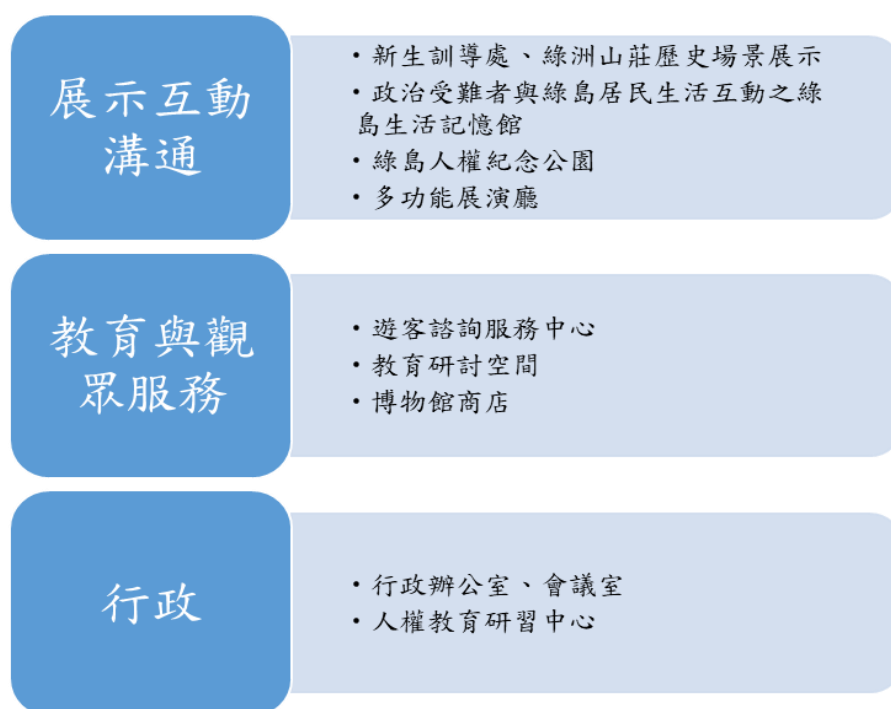 展示互動
溝通
• 新生訓導處、綠洲山莊歷史場景展示
• 政治受難者與綠島居民生活互動之綠
島生活記憶館
• 綠島人權紀念公園
• 多功能展演廳
教育與觀
眾服務
• 遊客諮詢服務中心
• 教育研討空間
• 博物館商店
行政
• 行政辦公室、會議室
• 人權教育研習中心